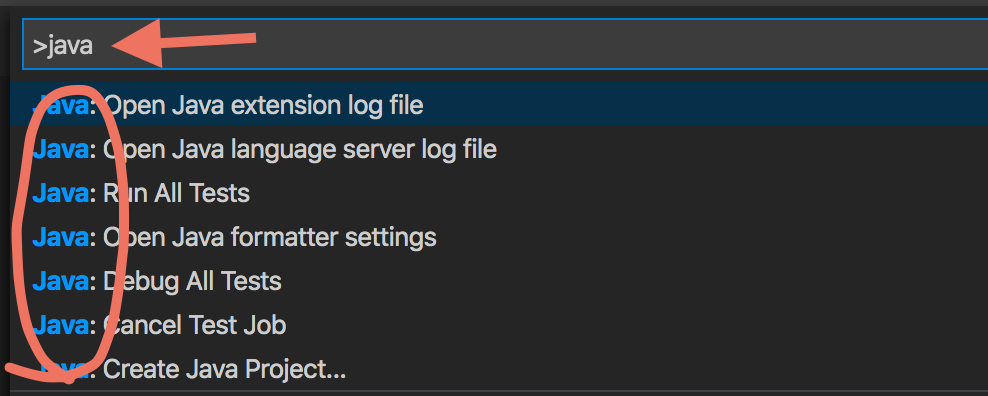 >java
Java: Open Java extension log file
Java: Open Java language server log file
Java: Run All Tests
Java: Open Java formatter settings
Java: Debug All Tests
Java: Cancel Test Job
Java: Create Java Project...